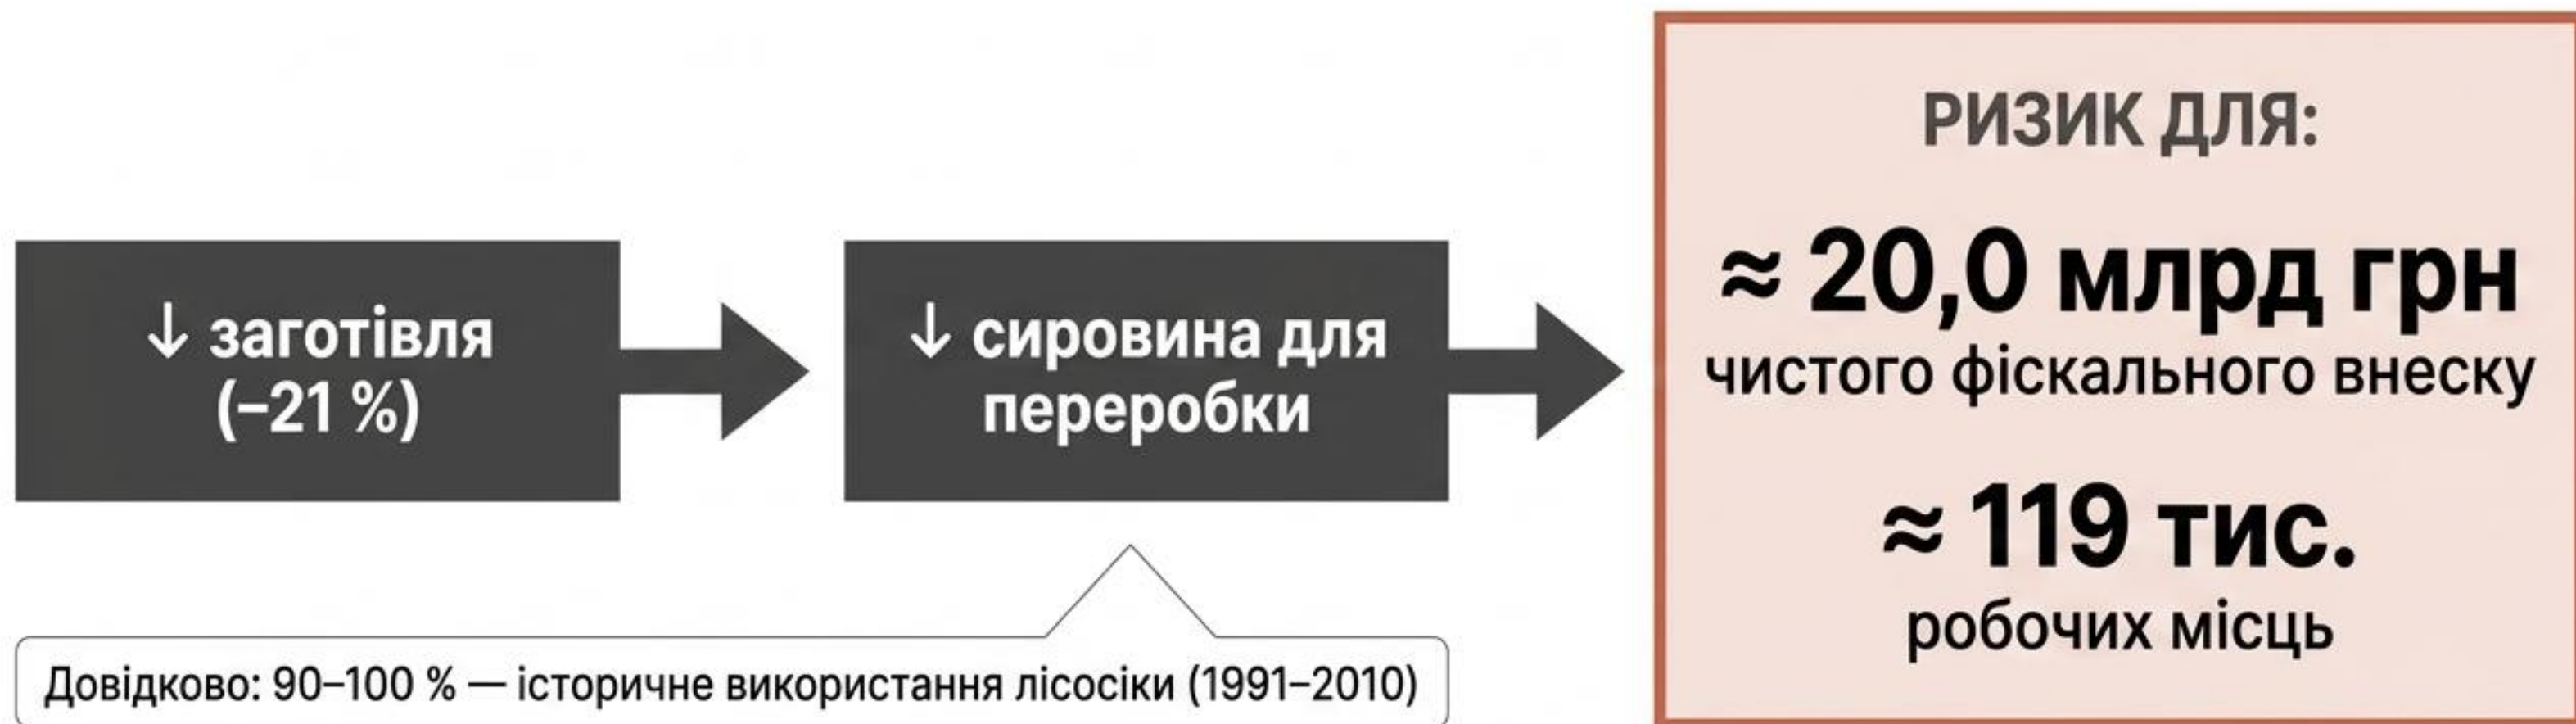 ↓ заготівля
(–21 %)
↓ сировина для
переробки
Довідково: 90–100 % — історичне використання лісосіки (1991–2010)
РИЗИК ДЛЯ:
≈ 20,0 млрд грн
чистого фіскального внеску
≈ 119 тис.
робочих місць